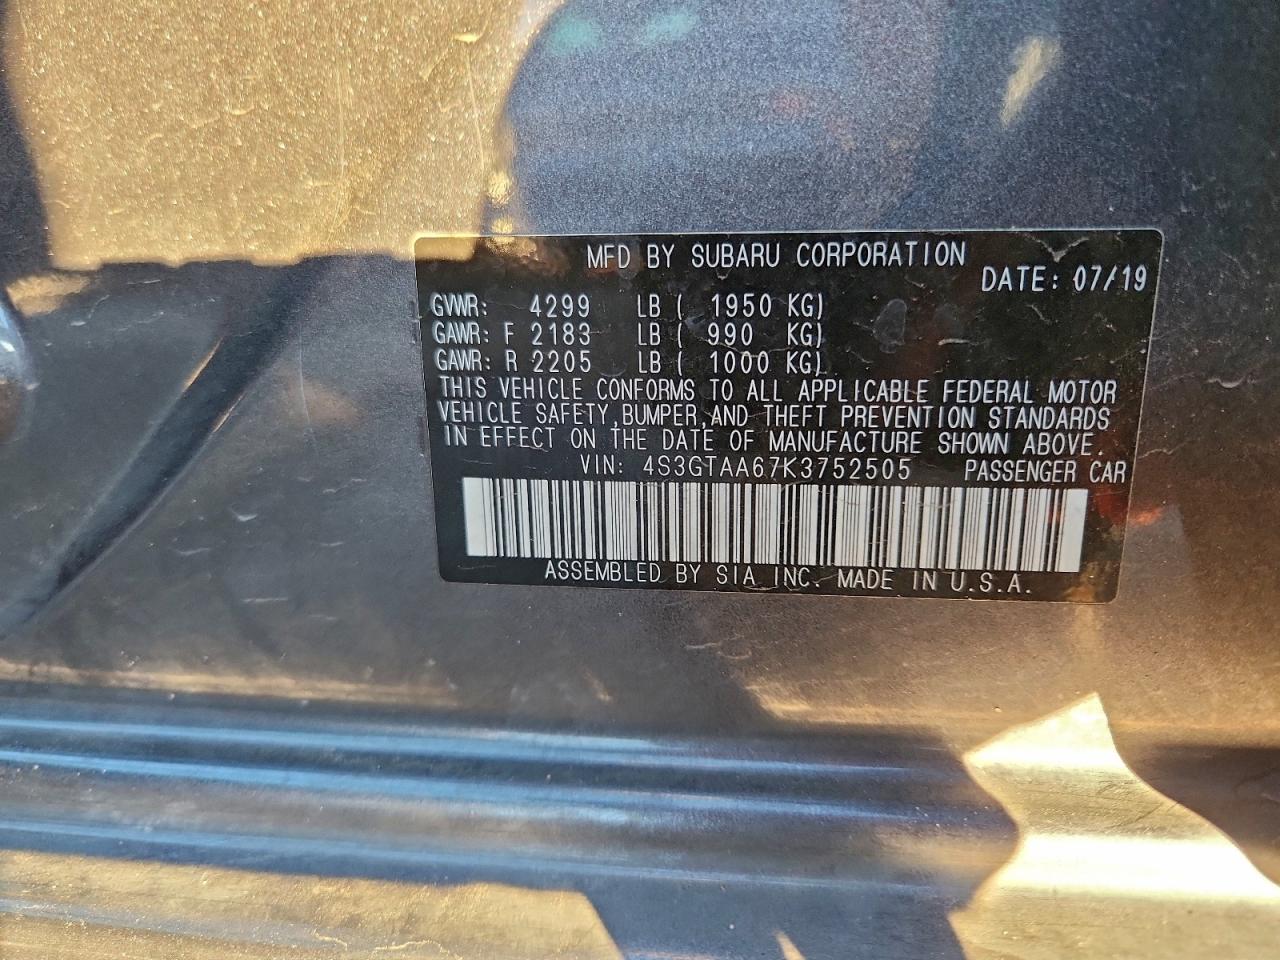 MFD BY SUBARU CORPORATION
DATE: 07/19
GVWR: 4299 LB ( 1950 KG)
GAWR: F 2183 LB ( 990 KG)
GAWR: R 2205 LB ( 1000 KG)
THIS VEHICLE CONFORMS TO ALL APPLICABLE FEDERAL MOTOR
VEHICLE SAFETY, BUMPER, AND THEFT PREVENTION STANDARDS
IN EFFECT ON THE DATE OF MANUFACTURE SHOWN ABOVE.
VIN: 4S3GTAA67K3752505 PASSENGER CAR
ASSEMBLED BY SIA INC. MADE IN U.S.A.